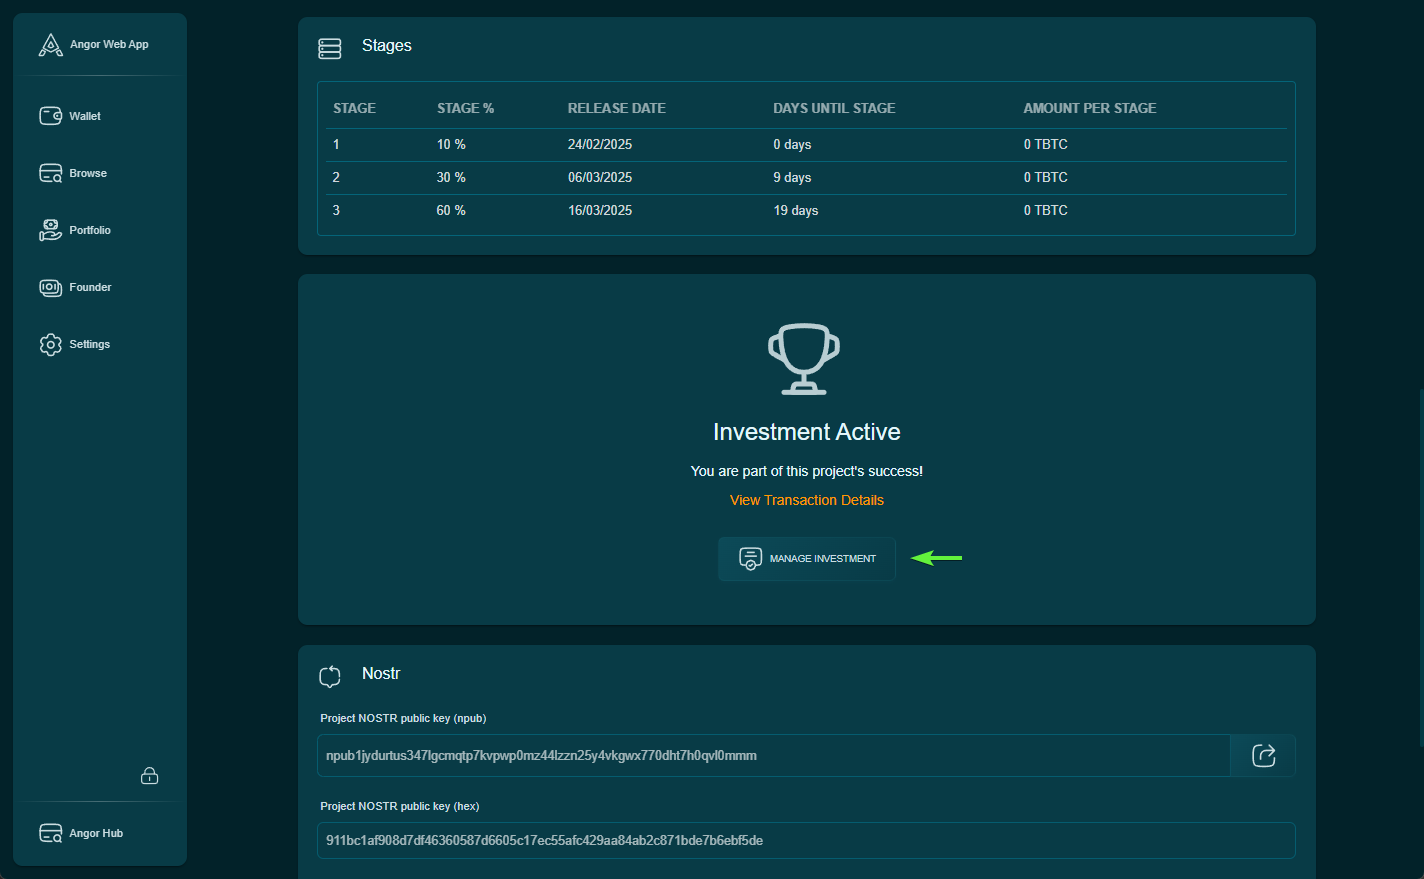 Angor Web App
Wallet
Browse
Portfolio
Founder
Settings
Angor Hub
Stages
STAGE STAGE % RELEASE DATE DAYS UNTIL STAGE AMOUNT PER STAGE
1 10 % 24/02/2025 0 days 0 TBTC
2 30 % 06/03/2025 9 days 0 TBTC
3 60 % 16/03/2025 19 days 0 TBTC
Investment Active
You are part of this project's success!
View Transaction Details
MANAGE INVESTMENT
Nostr
Project NOSTR public key (npub)
npub1jydurtus347lgcmqtp7kvpwp0mz44lzzn25y4vkgwx770dht7h0qvl0mmm
Project NOSTR public key (hex)
911bc1af908d7df46360587d6605c17ec55afc429aa84ab2c871bde7b6ebf5de